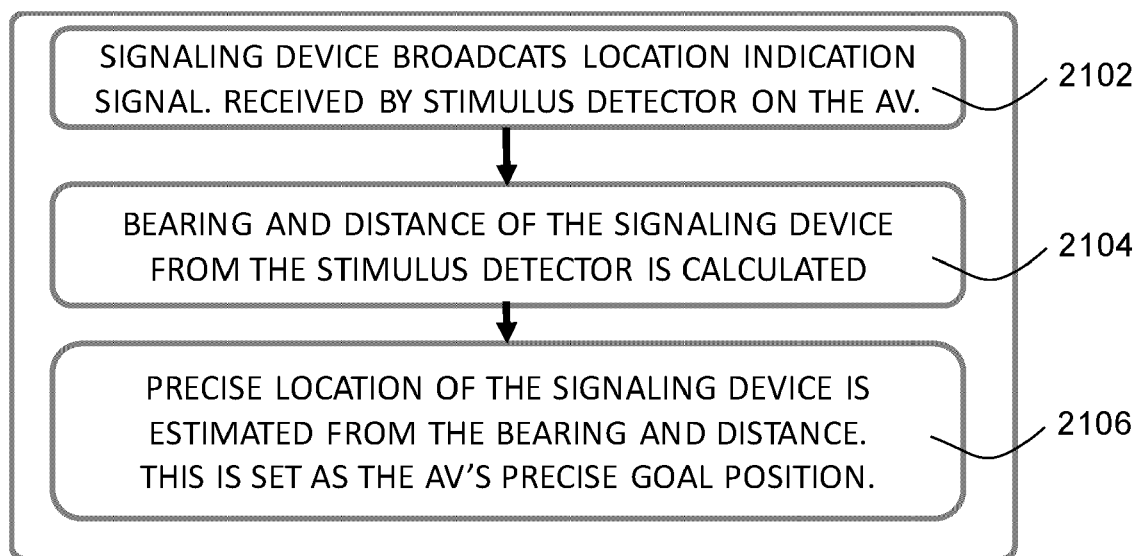 SIGNALING DEVICE BROADCATS LOCATION INDICATION
SIGNAL. RECEIVED BY STIMULUS DETECTOR ON THE AV.
2102
BEARING AND DISTANCE OF THE SIGNALING DEVICE
FROM THE STIMULUS DETECTOR IS CALCULATED
2104
PRECISE LOCATION OF THE SIGNALING DEVICE IS
ESTIMATED FROM THE BEARING AND DISTANCE.
THIS IS SET AS THE AV'S PRECISE GOAL POSITION.
2106